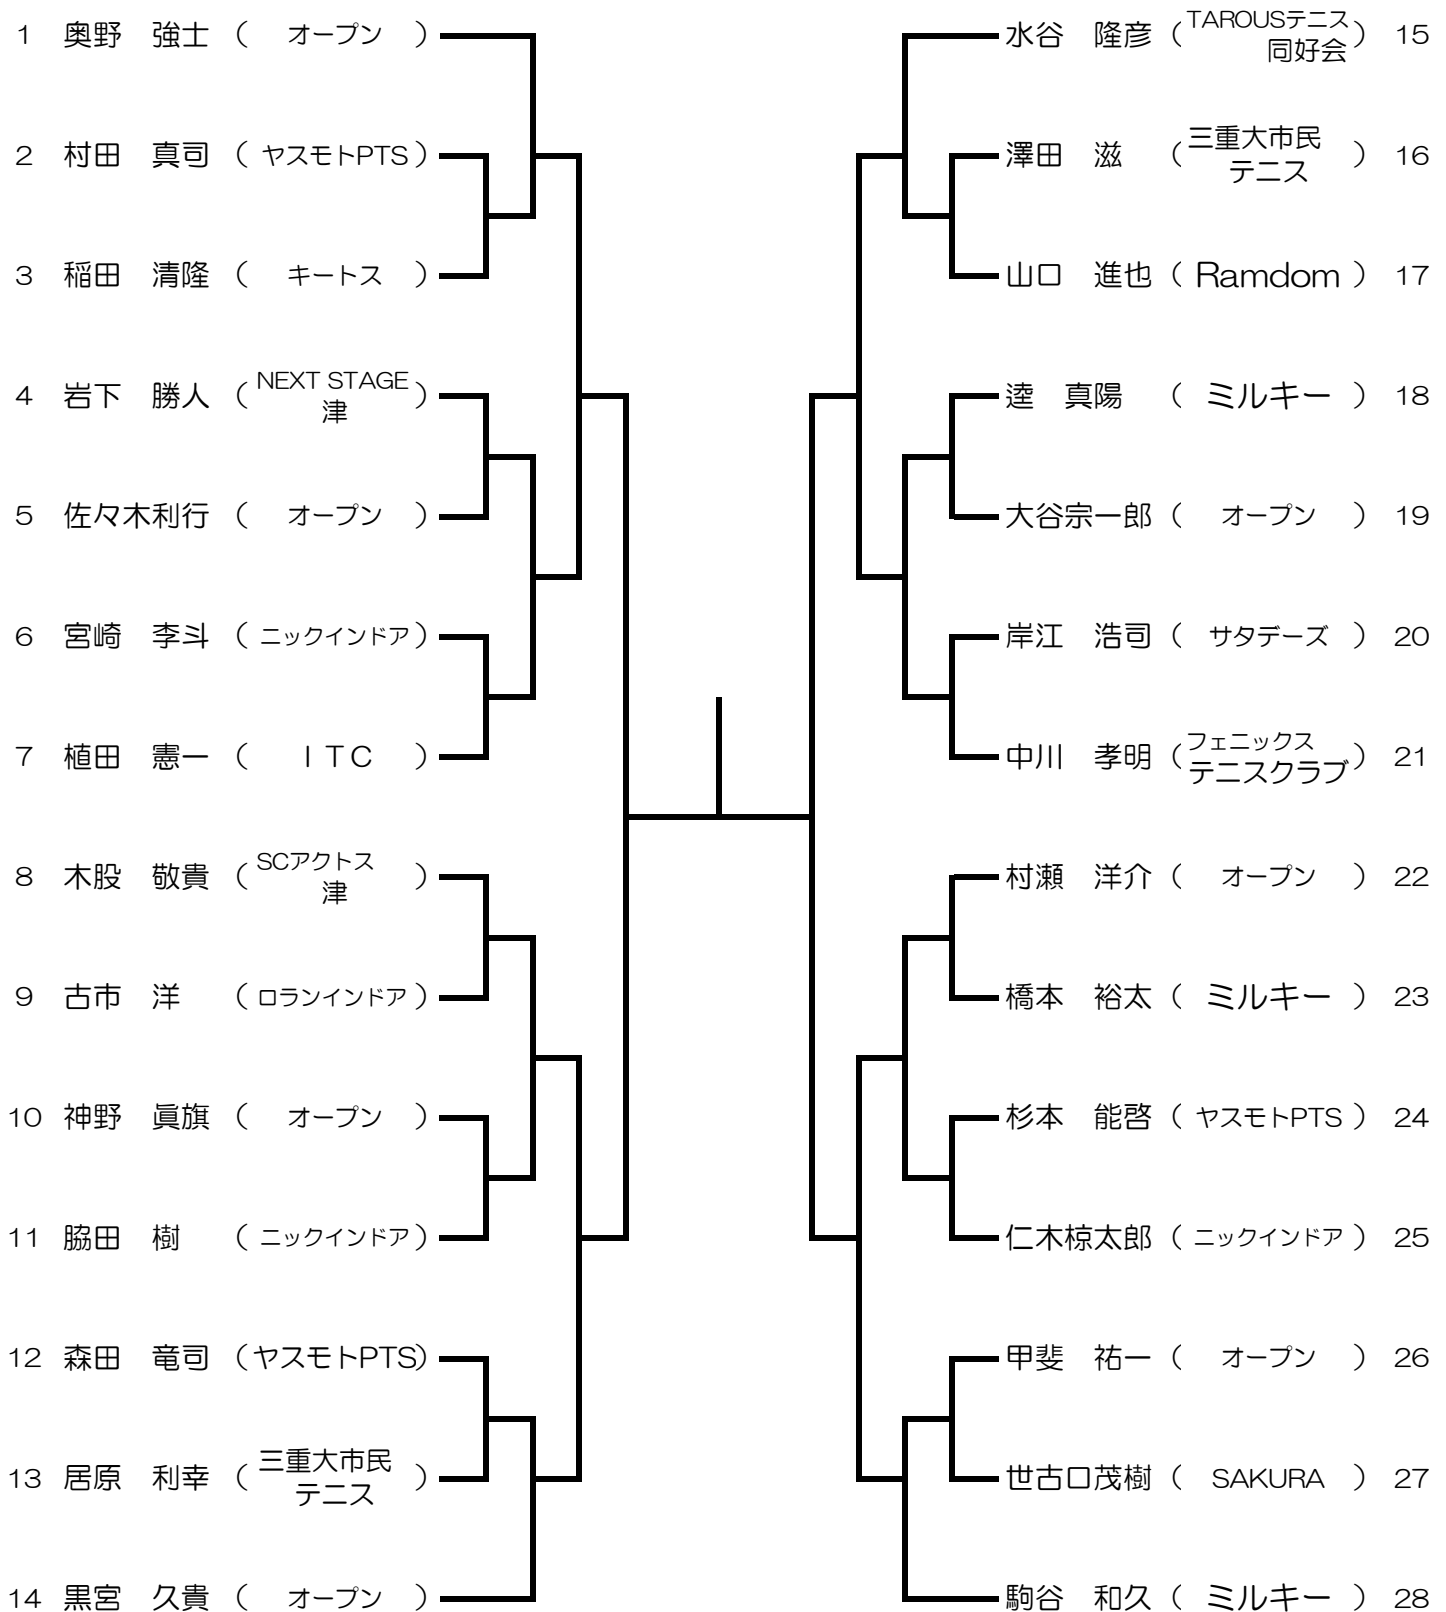 1 奥野 強士 ( オープン )
2 村田 真司 ( ヤスモトPTS )
3 稲田 清隆 ( キートス )
4 岩下 勝人 ( NEXT STAGE
津 )
5 佐々木利行 ( オープン )
6 宮崎 李斗 ( ニックインドア )
7 植田 憲一 ( ITC )
8 木股 敬貴 ( SCアクトス
津 )
9 古市 洋 ( ロランインドア )
10 神野 眞旗 ( オープン )
11 脇田 樹 ( ニックインドア )
12 森田 竜司 (ヤスモトPTS)
13 居原 利幸 ( 三重大市民
テニス )
14 黒宮 久貴 ( オープン )
水谷 隆彦 ( TAROUSテニス
同好会 ) 15
澤田 滋 ( 三重大市民
テニス ) 16
山口 進也 ( Ramdom ) 17
逵 真陽 ( ミルキー ) 18
大谷宗一郎 ( オープン ) 19
岸江 浩司 ( サタデーズ ) 20
中川 孝明 ( フェニックス
テニスクラブ ) 21
村瀬 洋介 ( オープン ) 22
橋本 裕太 ( ミルキー ) 23
杉本 能啓 ( ヤスモトPTS ) 24
仁木椋太郎 ( ニックインドア ) 25
甲斐 祐一 ( オープン ) 26
世古口茂樹 ( SAKURA ) 27
駒谷 和久 ( ミルキー ) 28